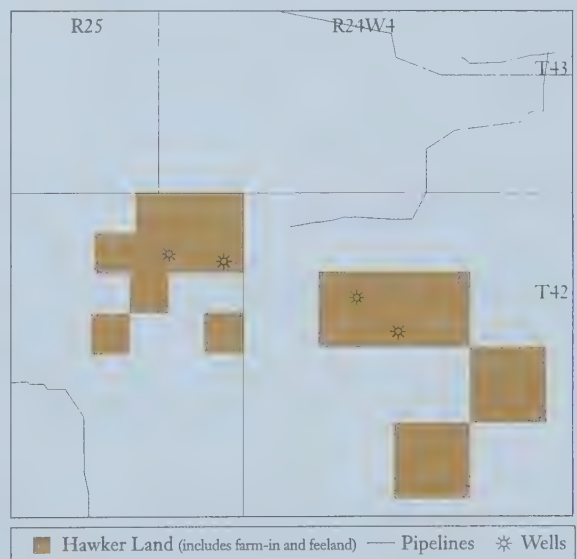 R25 R24W4
T43
T42
Hawker Land (includes farm-in and feeland) Pipelines Wells